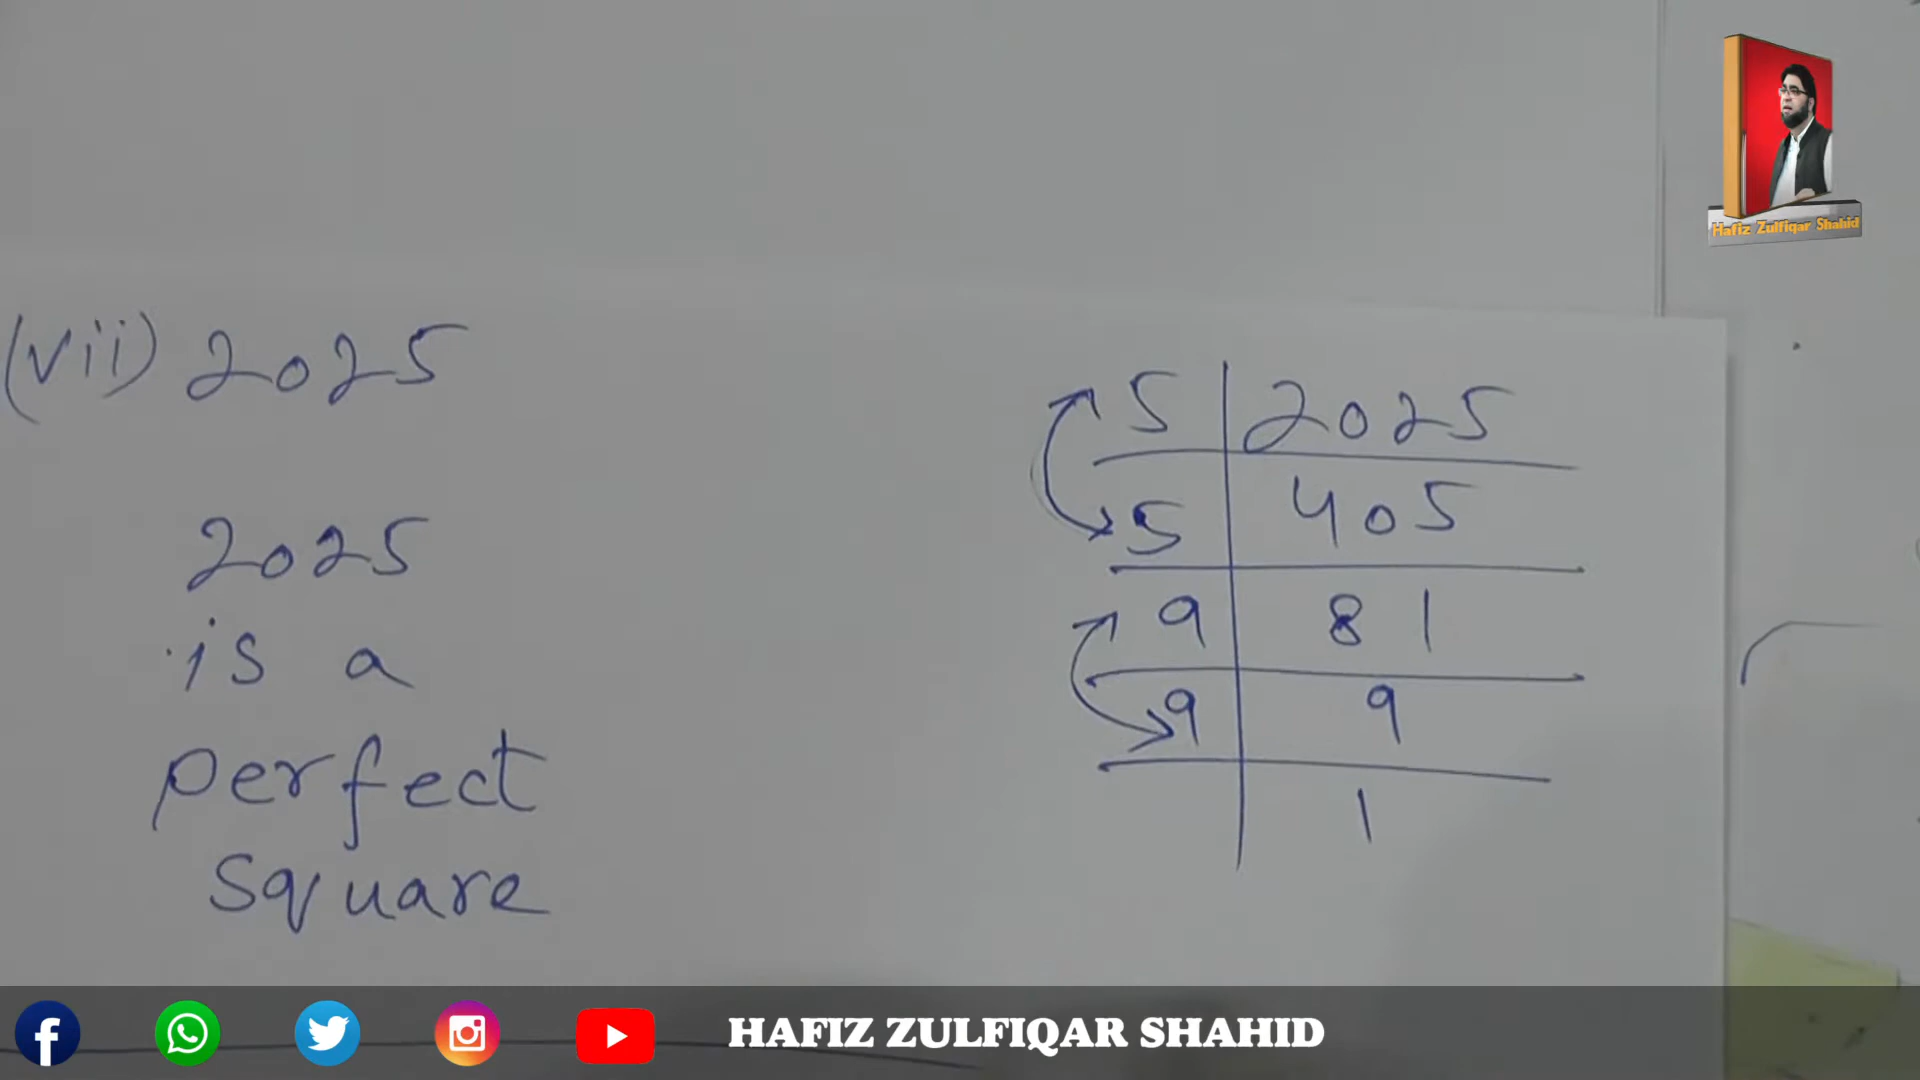 Hafiz Zulfiqar Shahid
(vii) 2025
2025
is a
perfect
square
5 | 2025
5 | 405
9 | 81
9 | 9
1
HAFIZ ZULFIQAR SHAHID